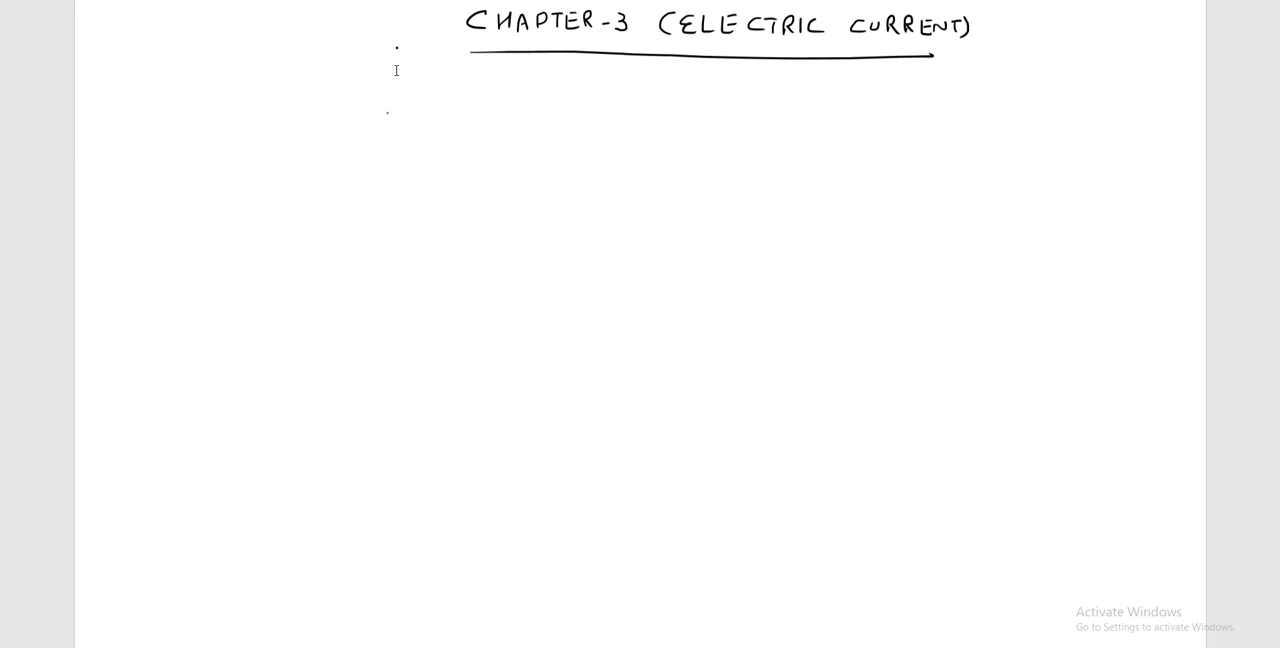 CHAPTER-3 (ELECTRIC CURRENT)
Activate Windows
Go to Settings to activate Windows.